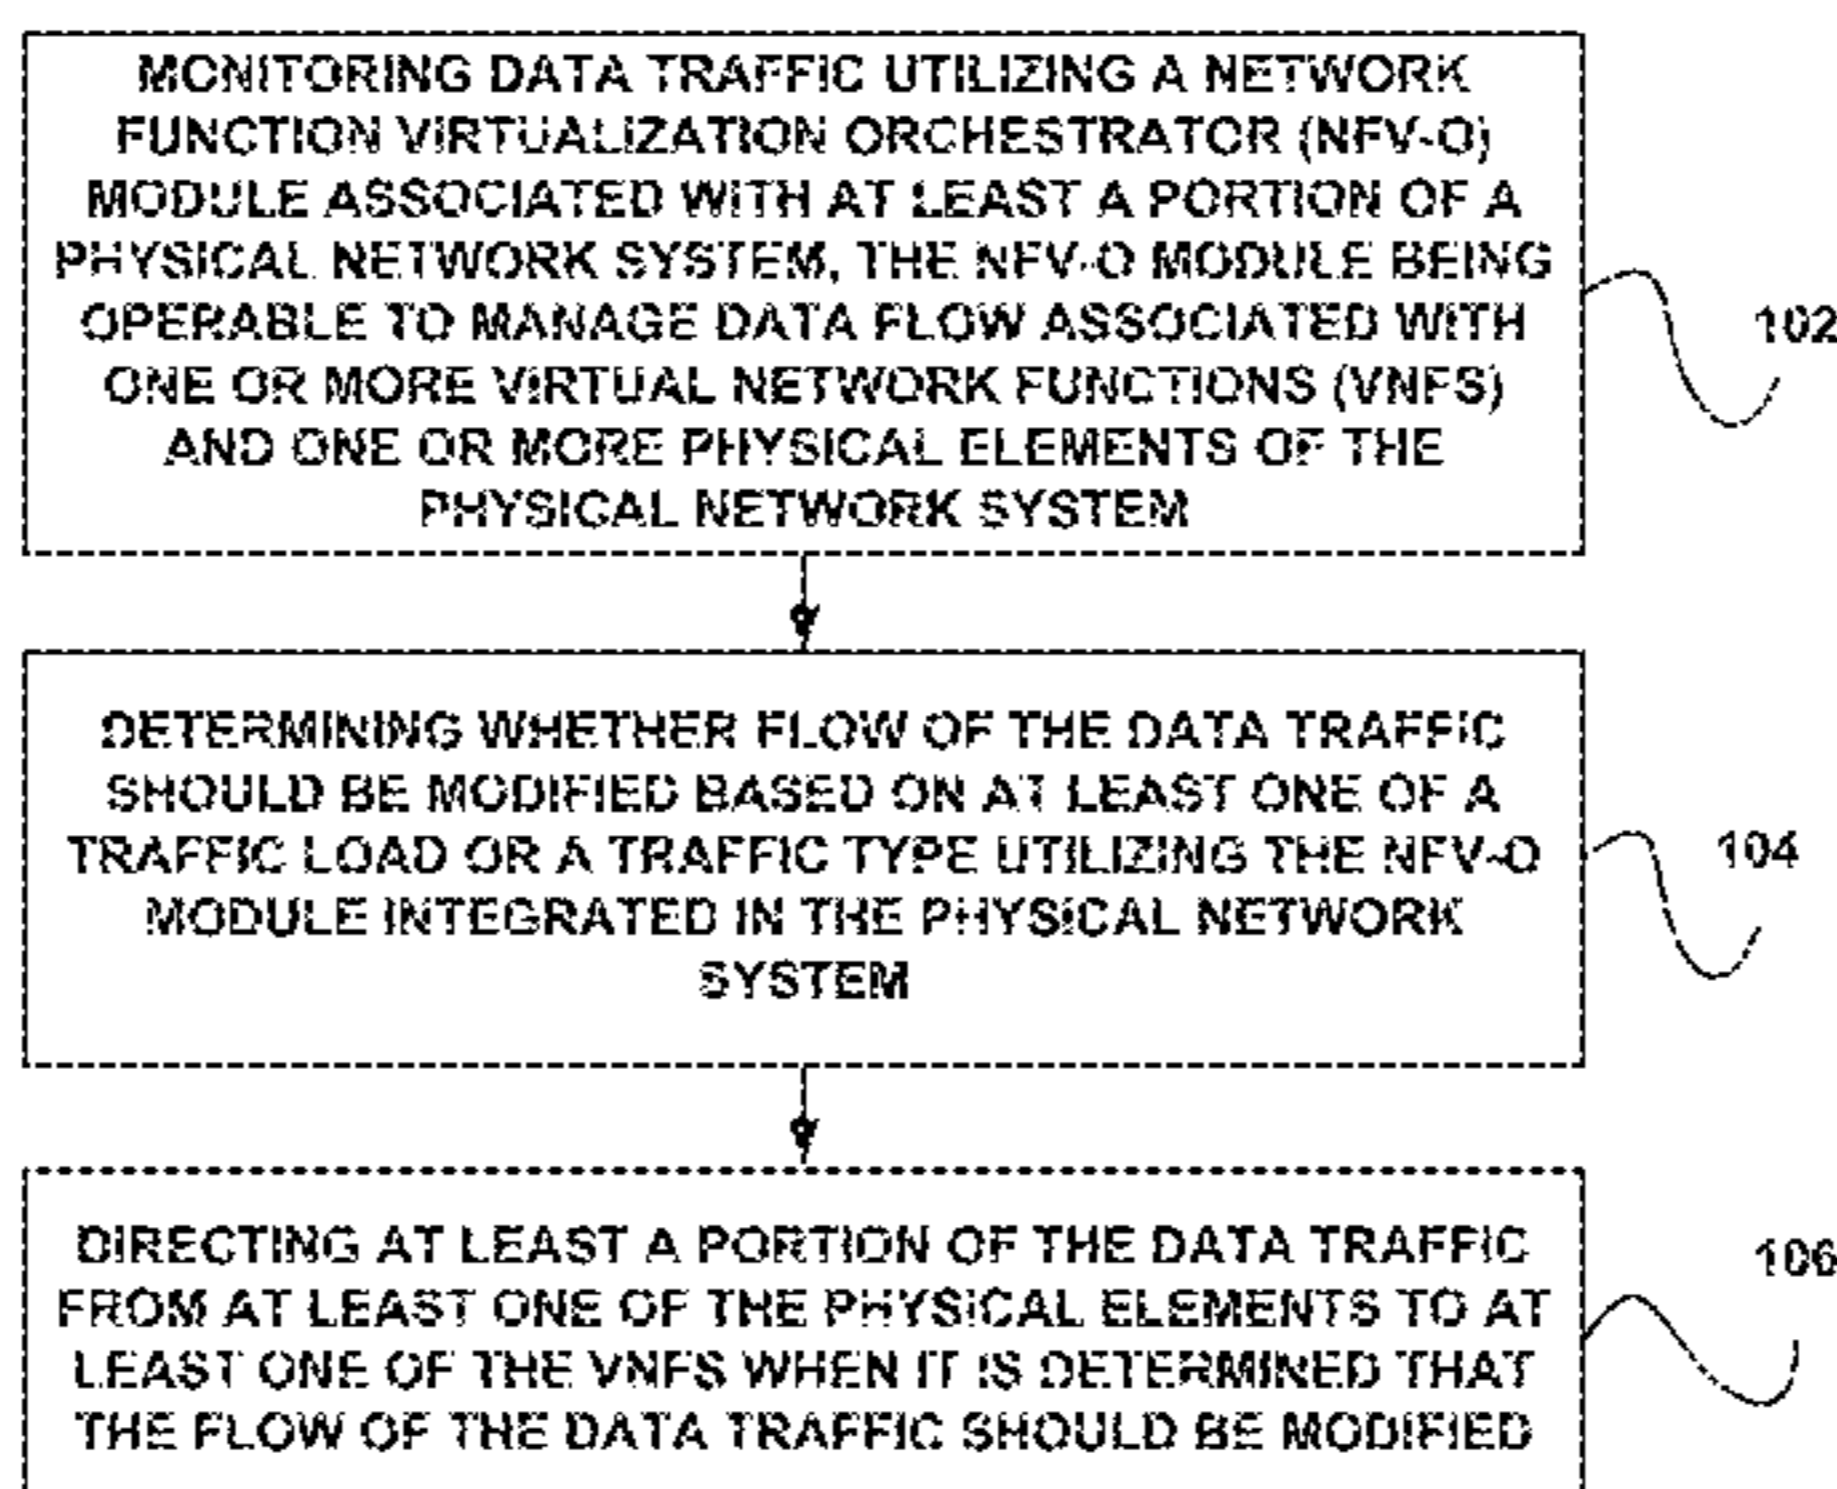 MONITORING DATA TRAFFIC UTILIZING A NETWORK
FUNCTION VIRTUALIZATION ORCHESTRATOR (NFV-O)
MODULE ASSOCIATED WITH AT LEAST A PORTION OF A
PHYSICAL NETWORK SYSTEM, THE NFV-O MODULE BEING
OPERABLE TO MANAGE DATA FLOW ASSOCIATED WITH
ONE OR MORE VIRTUAL NETWORK FUNCTIONS (VNFS)
AND ONE OR MORE PHYSICAL ELEMENTS OF THE
PHYSICAL NETWORK SYSTEM
102
DETERMINING WHETHER FLOW OF THE DATA TRAFFIC
SHOULD BE MODIFIED BASED ON AT LEAST ONE OF A
TRAFFIC LOAD OR A TRAFFIC TYPE UTILIZING THE NFV-O
MODULE INTEGRATED IN THE PHYSICAL NETWORK
SYSTEM
104
DIRECTING AT LEAST A PORTION OF THE DATA TRAFFIC
FROM AT LEAST ONE OF THE PHYSICAL ELEMENTS TO AT
LEAST ONE OF THE VNFS WHEN IT IS DETERMINED THAT
THE FLOW OF THE DATA TRAFFIC SHOULD BE MODIFIED
106